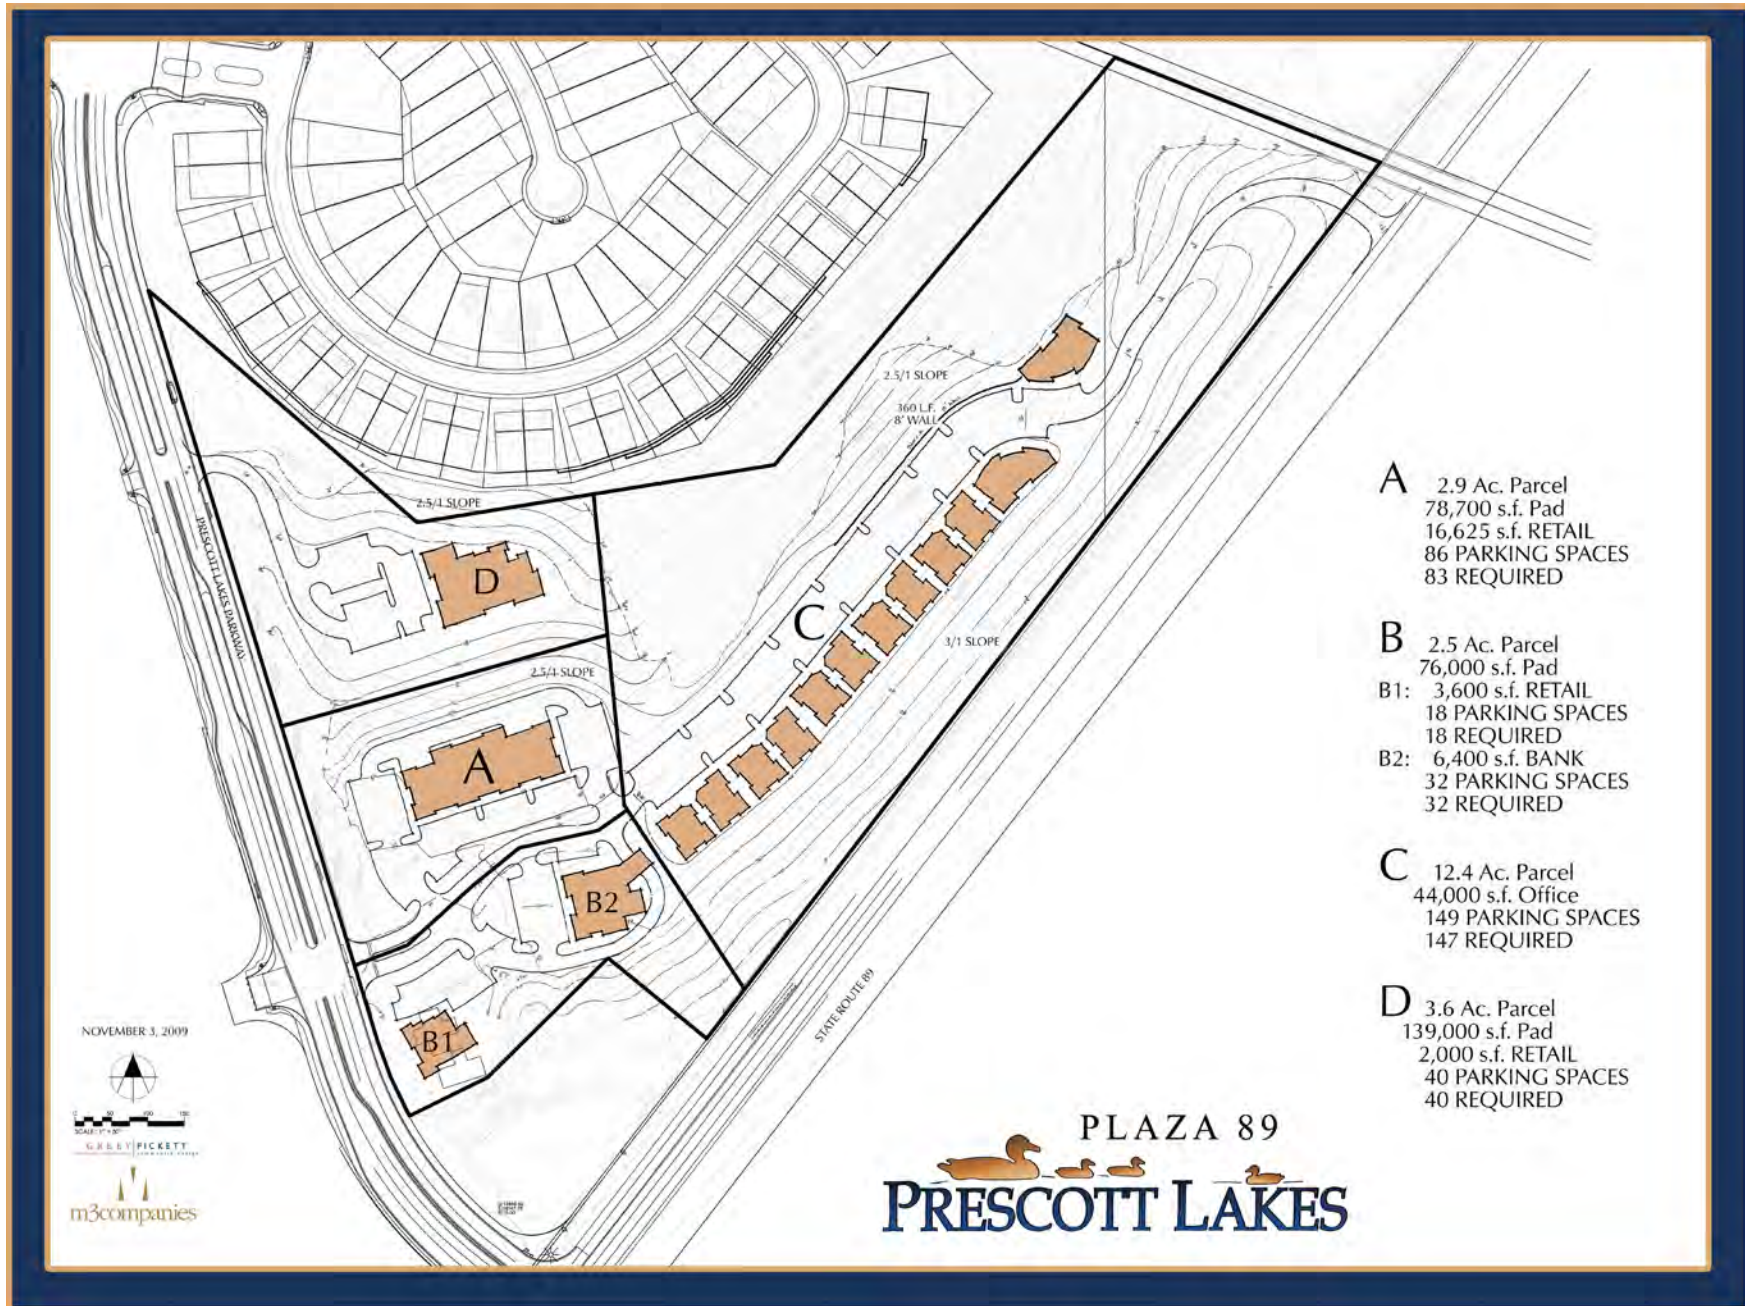 2.5/1 SLOPE
360 L.F.
8' WALL
2.5/1 SLOPE
PRESCOTT LAKES PARKWAY
D
C
3/1 SLOPE
2.5/1 SLOPE
A
B2
B1
STATE ROUTE 89
A 2.9 Ac. Parcel
78,700 s.f. Pad
16,625 s.f. RETAIL
86 PARKING SPACES
83 REQUIRED
B 2.5 Ac. Parcel
76,000 s.f. Pad
B1: 3,600 s.f. RETAIL
18 PARKING SPACES
18 REQUIRED
B2: 6,400 s.f. BANK
32 PARKING SPACES
32 REQUIRED
C 12.4 Ac. Parcel
44,000 s.f. Office
149 PARKING SPACES
147 REQUIRED
D 3.6 Ac. Parcel
139,000 s.f. Pad
2,000 s.f. RETAIL
40 PARKING SPACES
40 REQUIRED
NOVEMBER 3, 2009
GREEY PICKETT
m3companies
PLAZA 89
PRESCOTT LAKES